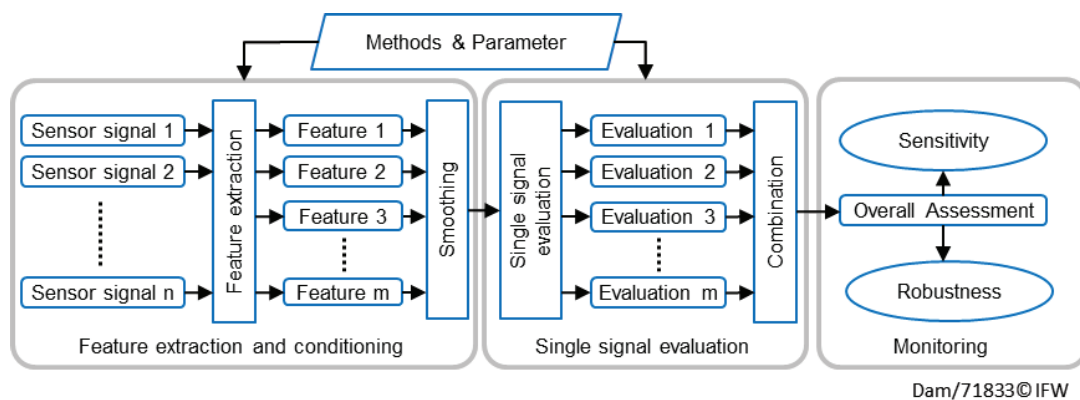 Methods & Parameter
Sensor signal 1
Sensor signal 2
Sensor signal n
Feature extraction
Feature 1
Feature 2
Feature 3
Feature m
Smoothing
Feature extraction and conditioning
Single signal
evaluation
Evaluation 1
Evaluation 2
Evaluation 3
Evaluation m
Combination
Single signal evaluation
Sensitivity
Overall Assessment
Robustness
Monitoring
Dam/71833© IFW